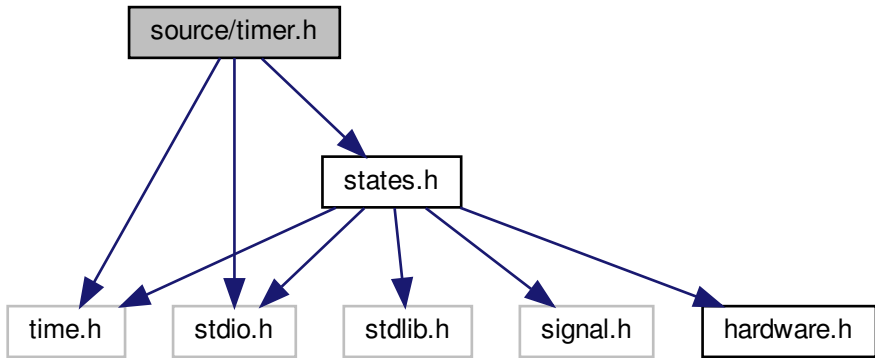 source/timer.h
states.h
time.h
stdio.h
stdlib.h
signal.h
hardware.h